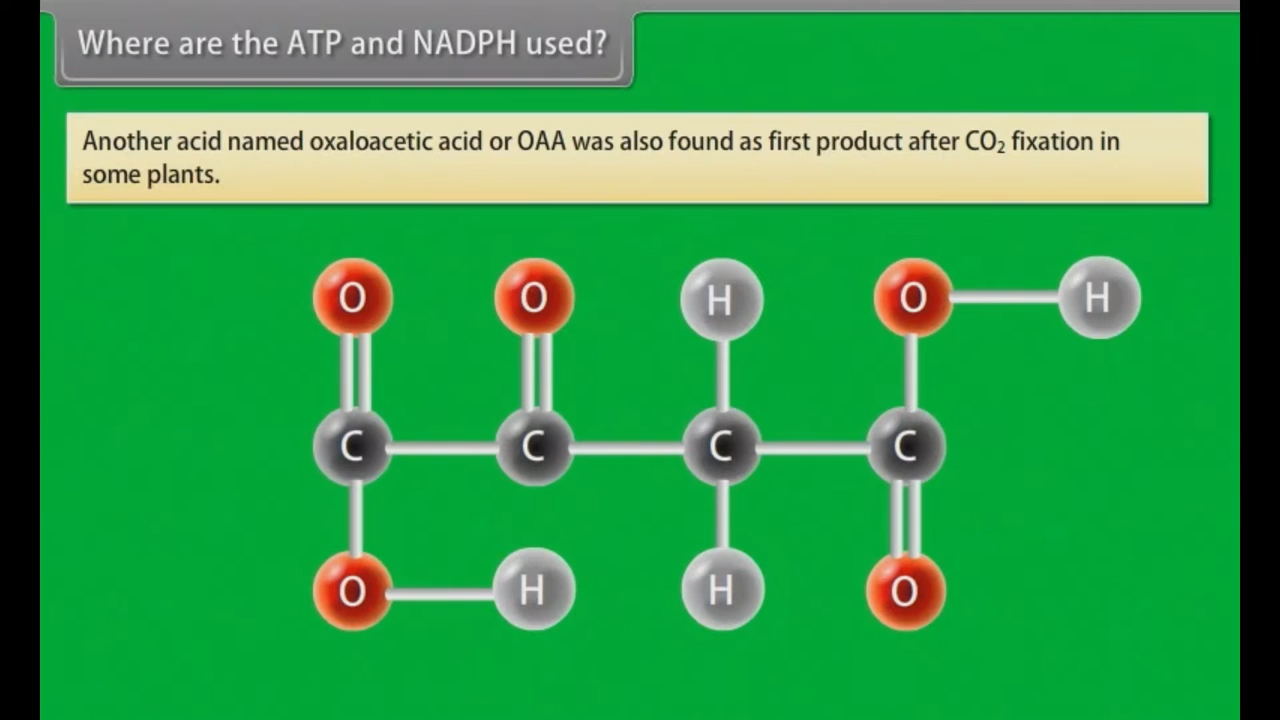 Where are the ATP and NADPH used?
Another acid named oxaloacetic acid or OAA was also found as first product after CO₂ fixation in
some plants.
O O H O H
C C C C
O H H O